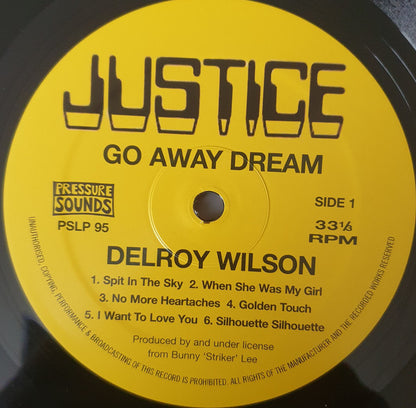 JUSTICE
GO AWAY DREAM
PRESSURE
SOUNDS
PSLP 95
SIDE 1
33⅓
RPM
DELROY WILSON
1. Spit In The Sky 2. When She Was My Girl
3. No More Heartaches 4. Golden Touch
5. I Want To Love You 6. Silhouette Silhouette
Produced by and under license
from Bunny 'Striker' Lee
UNAUTHORISED, COPYING, PERFORMANCE & BROADCASTING OF THIS RECORD IS PROHIBITED. ALL RIGHTS OF THE MANUFACTURER AND THE RECORDED WORKS RESERVED